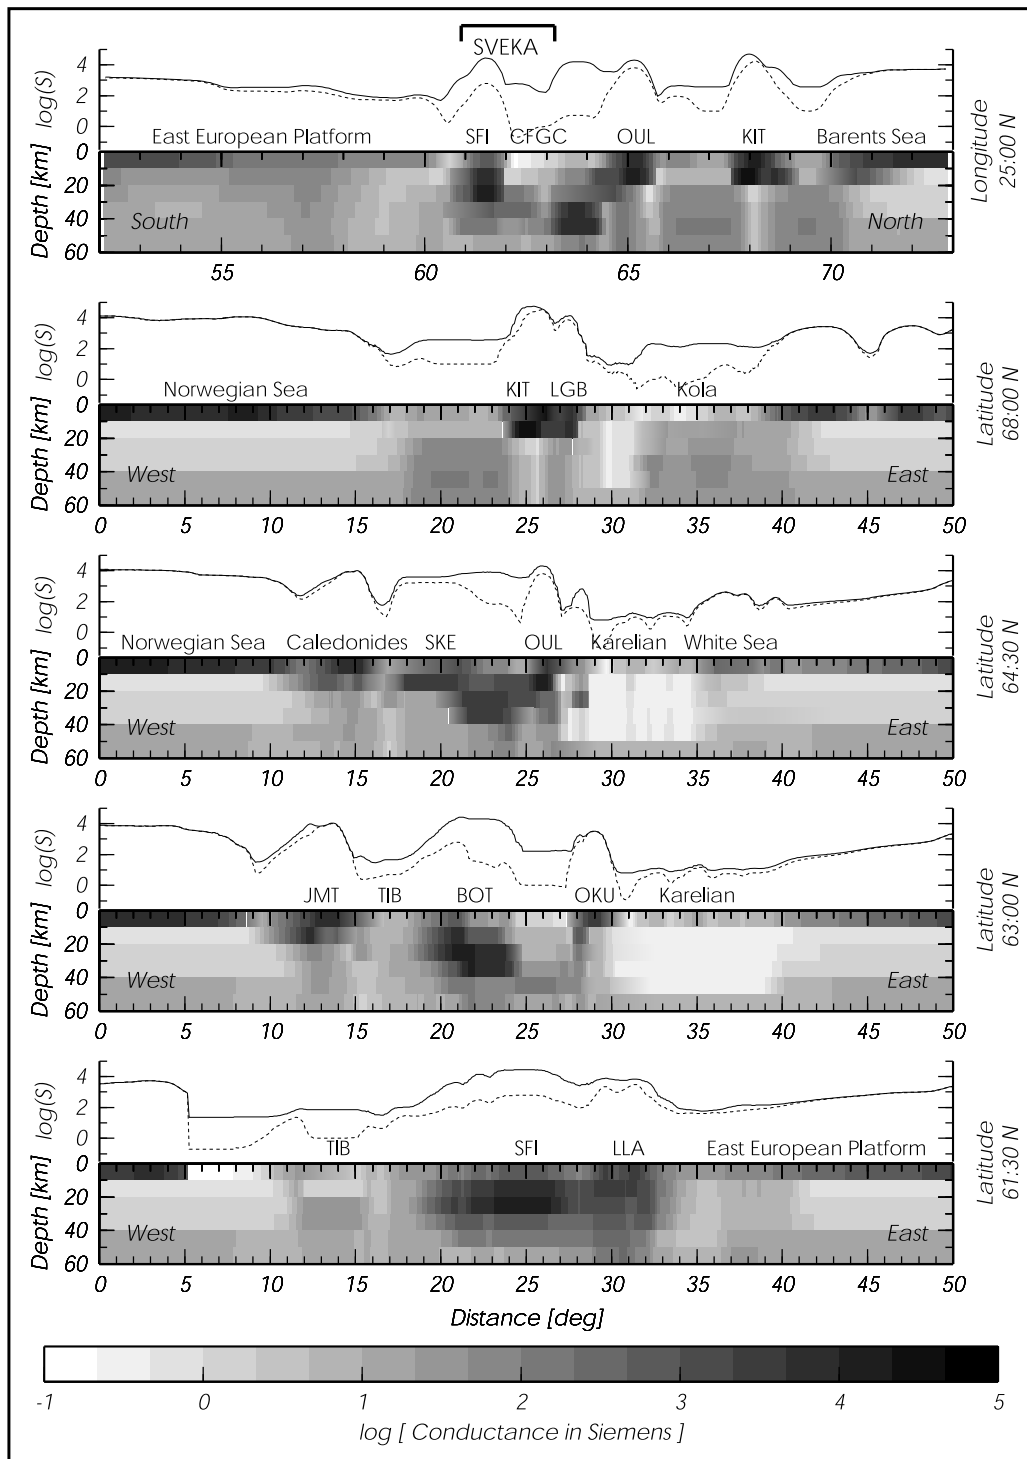 SVEKA
4
2
0
log(S)
East European Platform SFI CFGC OUL KIT Barents Sea
0
20
40
60
Depth [km]
South North
55 60 65 70
Longitude
25:00 N
4
2
0
log(S)
Norwegian Sea KIT LGB Kola
0
20
40
60
Depth [km]
West East
0 5 10 15 20 25 30 35 40 45 50
Latitude
68:00 N
4
2
0
log(S)
Norwegian Sea Caledonides SKE OUL Karelian White Sea
0
20
40
60
Depth [km]
West East
0 5 10 15 20 25 30 35 40 45 50
Latitude
64:30 N
4
2
0
log(S)
JMT TIB BOT OKU Karelian
0
20
40
60
Depth [km]
West East
0 5 10 15 20 25 30 35 40 45 50
Latitude
63:00 N
4
2
0
log(S)
TIB SFI LLA East European Platform
0
20
40
60
Depth [km]
West East
0 5 10 15 20 25 30 35 40 45 50
Latitude
61:30 N
Distance [deg]
-1 0 1 2 3 4 5
log [ Conductance in Siemens ]